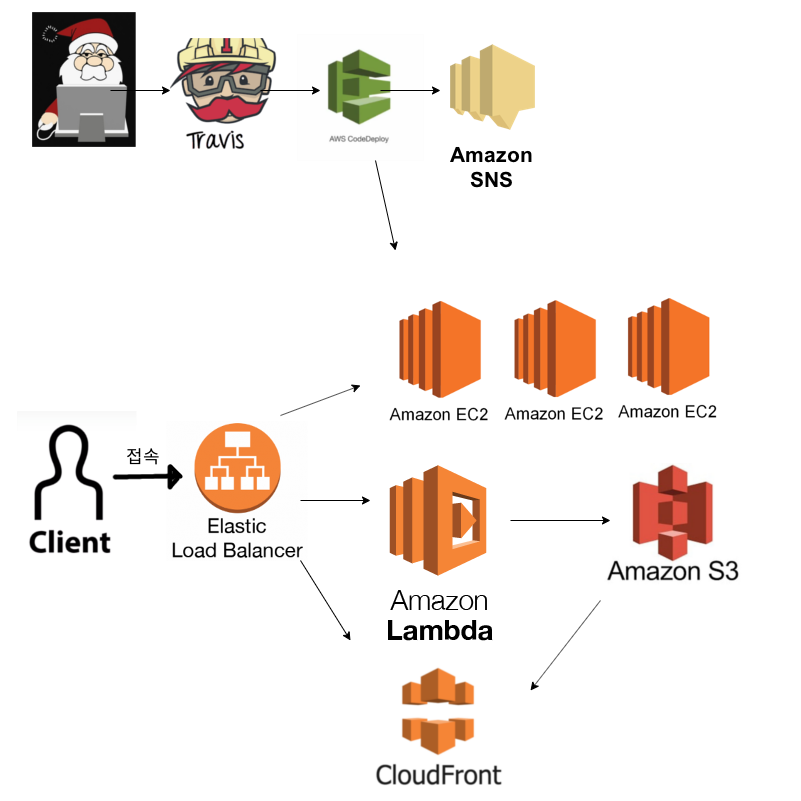 Travis
AWS CodeDeploy
Amazon
SNS
Amazon EC2
Amazon EC2
Amazon EC2
접속
Client
Elastic
Load Balancer
Amazon
Lambda
Amazon S3
CloudFront